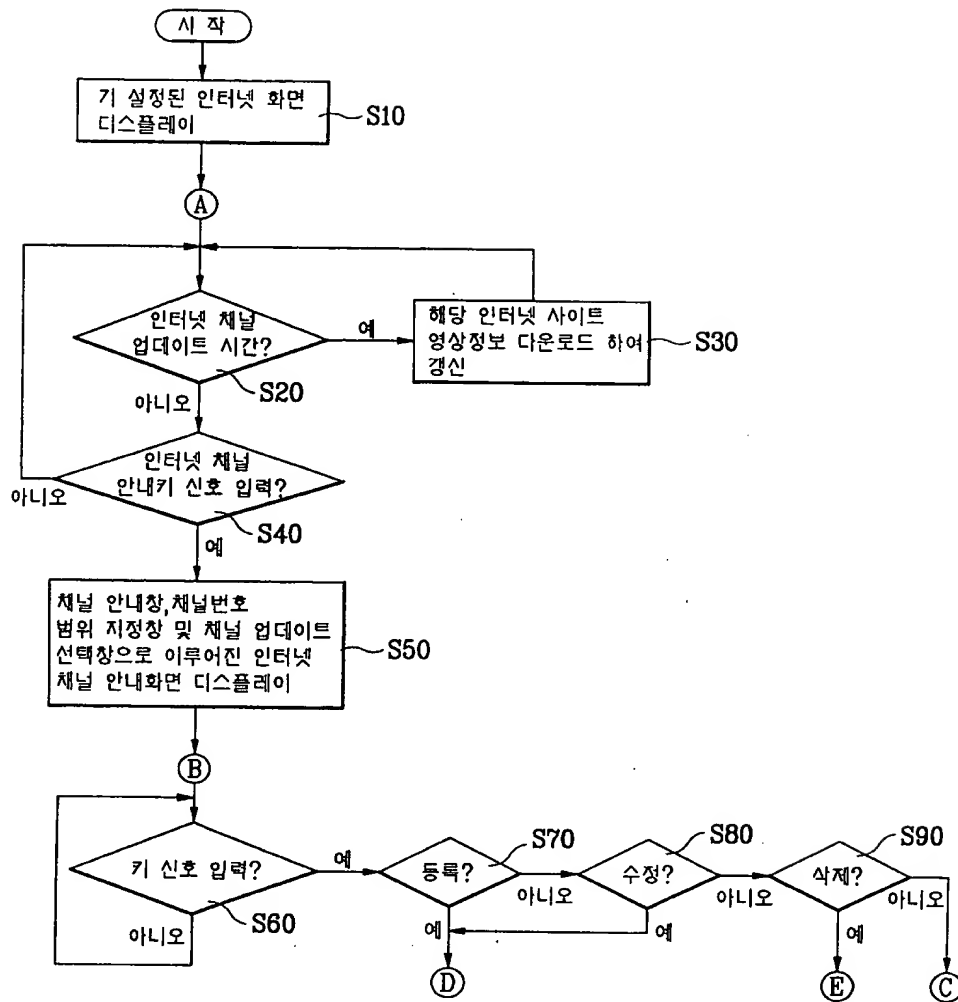 시 작
기 설정된 인터넷 화면
디스플레이
S10
A
인터넷 채널
업데이트 시간?
S20
예
해당 인터넷 사이트
영상정보 다운로드 하여
갱신
S30
아니오
인터넷 채널
안내키 신호 입력?
S40
아니오
예
채널 안내창,채널번호
범위 지정창 및 채널 업데이트
선택창으로 이루어진 인터넷
채널 안내화면 디스플레이
S50
B
키 신호 입력?
S60
아니오
예
등록?
S70
아니오
예
수정?
S80
아니오
예
삭제?
S90
아니오
예
D
E
C